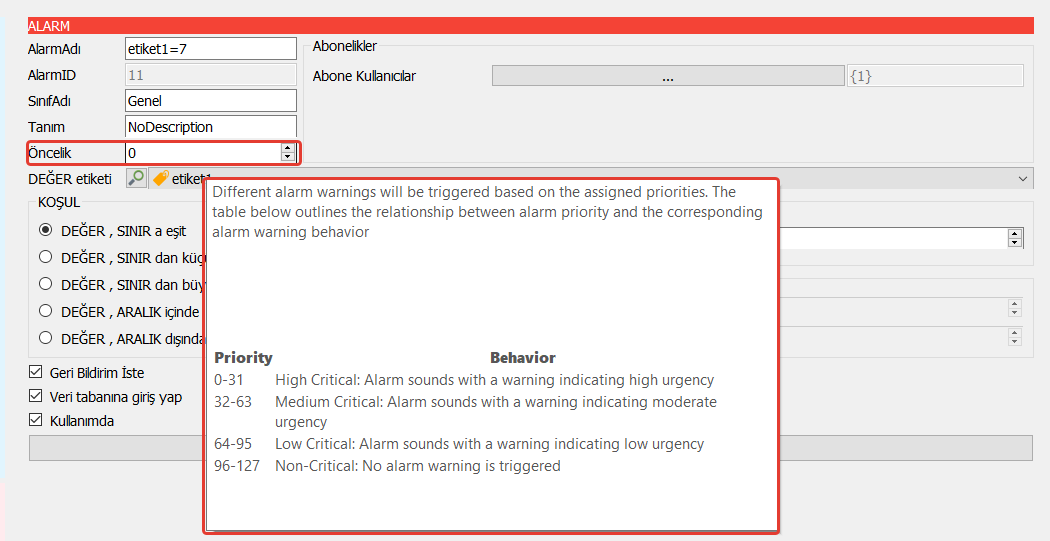 ALARM
AlarmAdı
etiket1=7
Abonelikler
AlarmID
11
Abone Kullanıcılar
...
{1}
SınıfAdı
Genel
Tanım
NoDescription
Öncelik
0
DEĞER etiketi
etiket1
Different alarm warnings will be triggered based on the assigned priorities. The
table below outlines the relationship between alarm priority and the corresponding
alarm warning behavior
KOŞUL
DEĞER , SINIR a eşit
DEĞER , SINIR dan
DEĞER , SINIR dan
DEĞER , ARALIK içinde
DEĞER , ARALIK dışında
Priority Behavior
0-31 High Critical: Alarm sounds with a warning indicating high urgency
32-63 Medium Critical: Alarm sounds with a warning indicating moderate
urgency
64-95 Low Critical: Alarm sounds with a warning indicating low urgency
96-127 Non-Critical: No alarm warning is triggered
Geri Bildirim İste
Veri tabanına giriş yap
Kullanımda